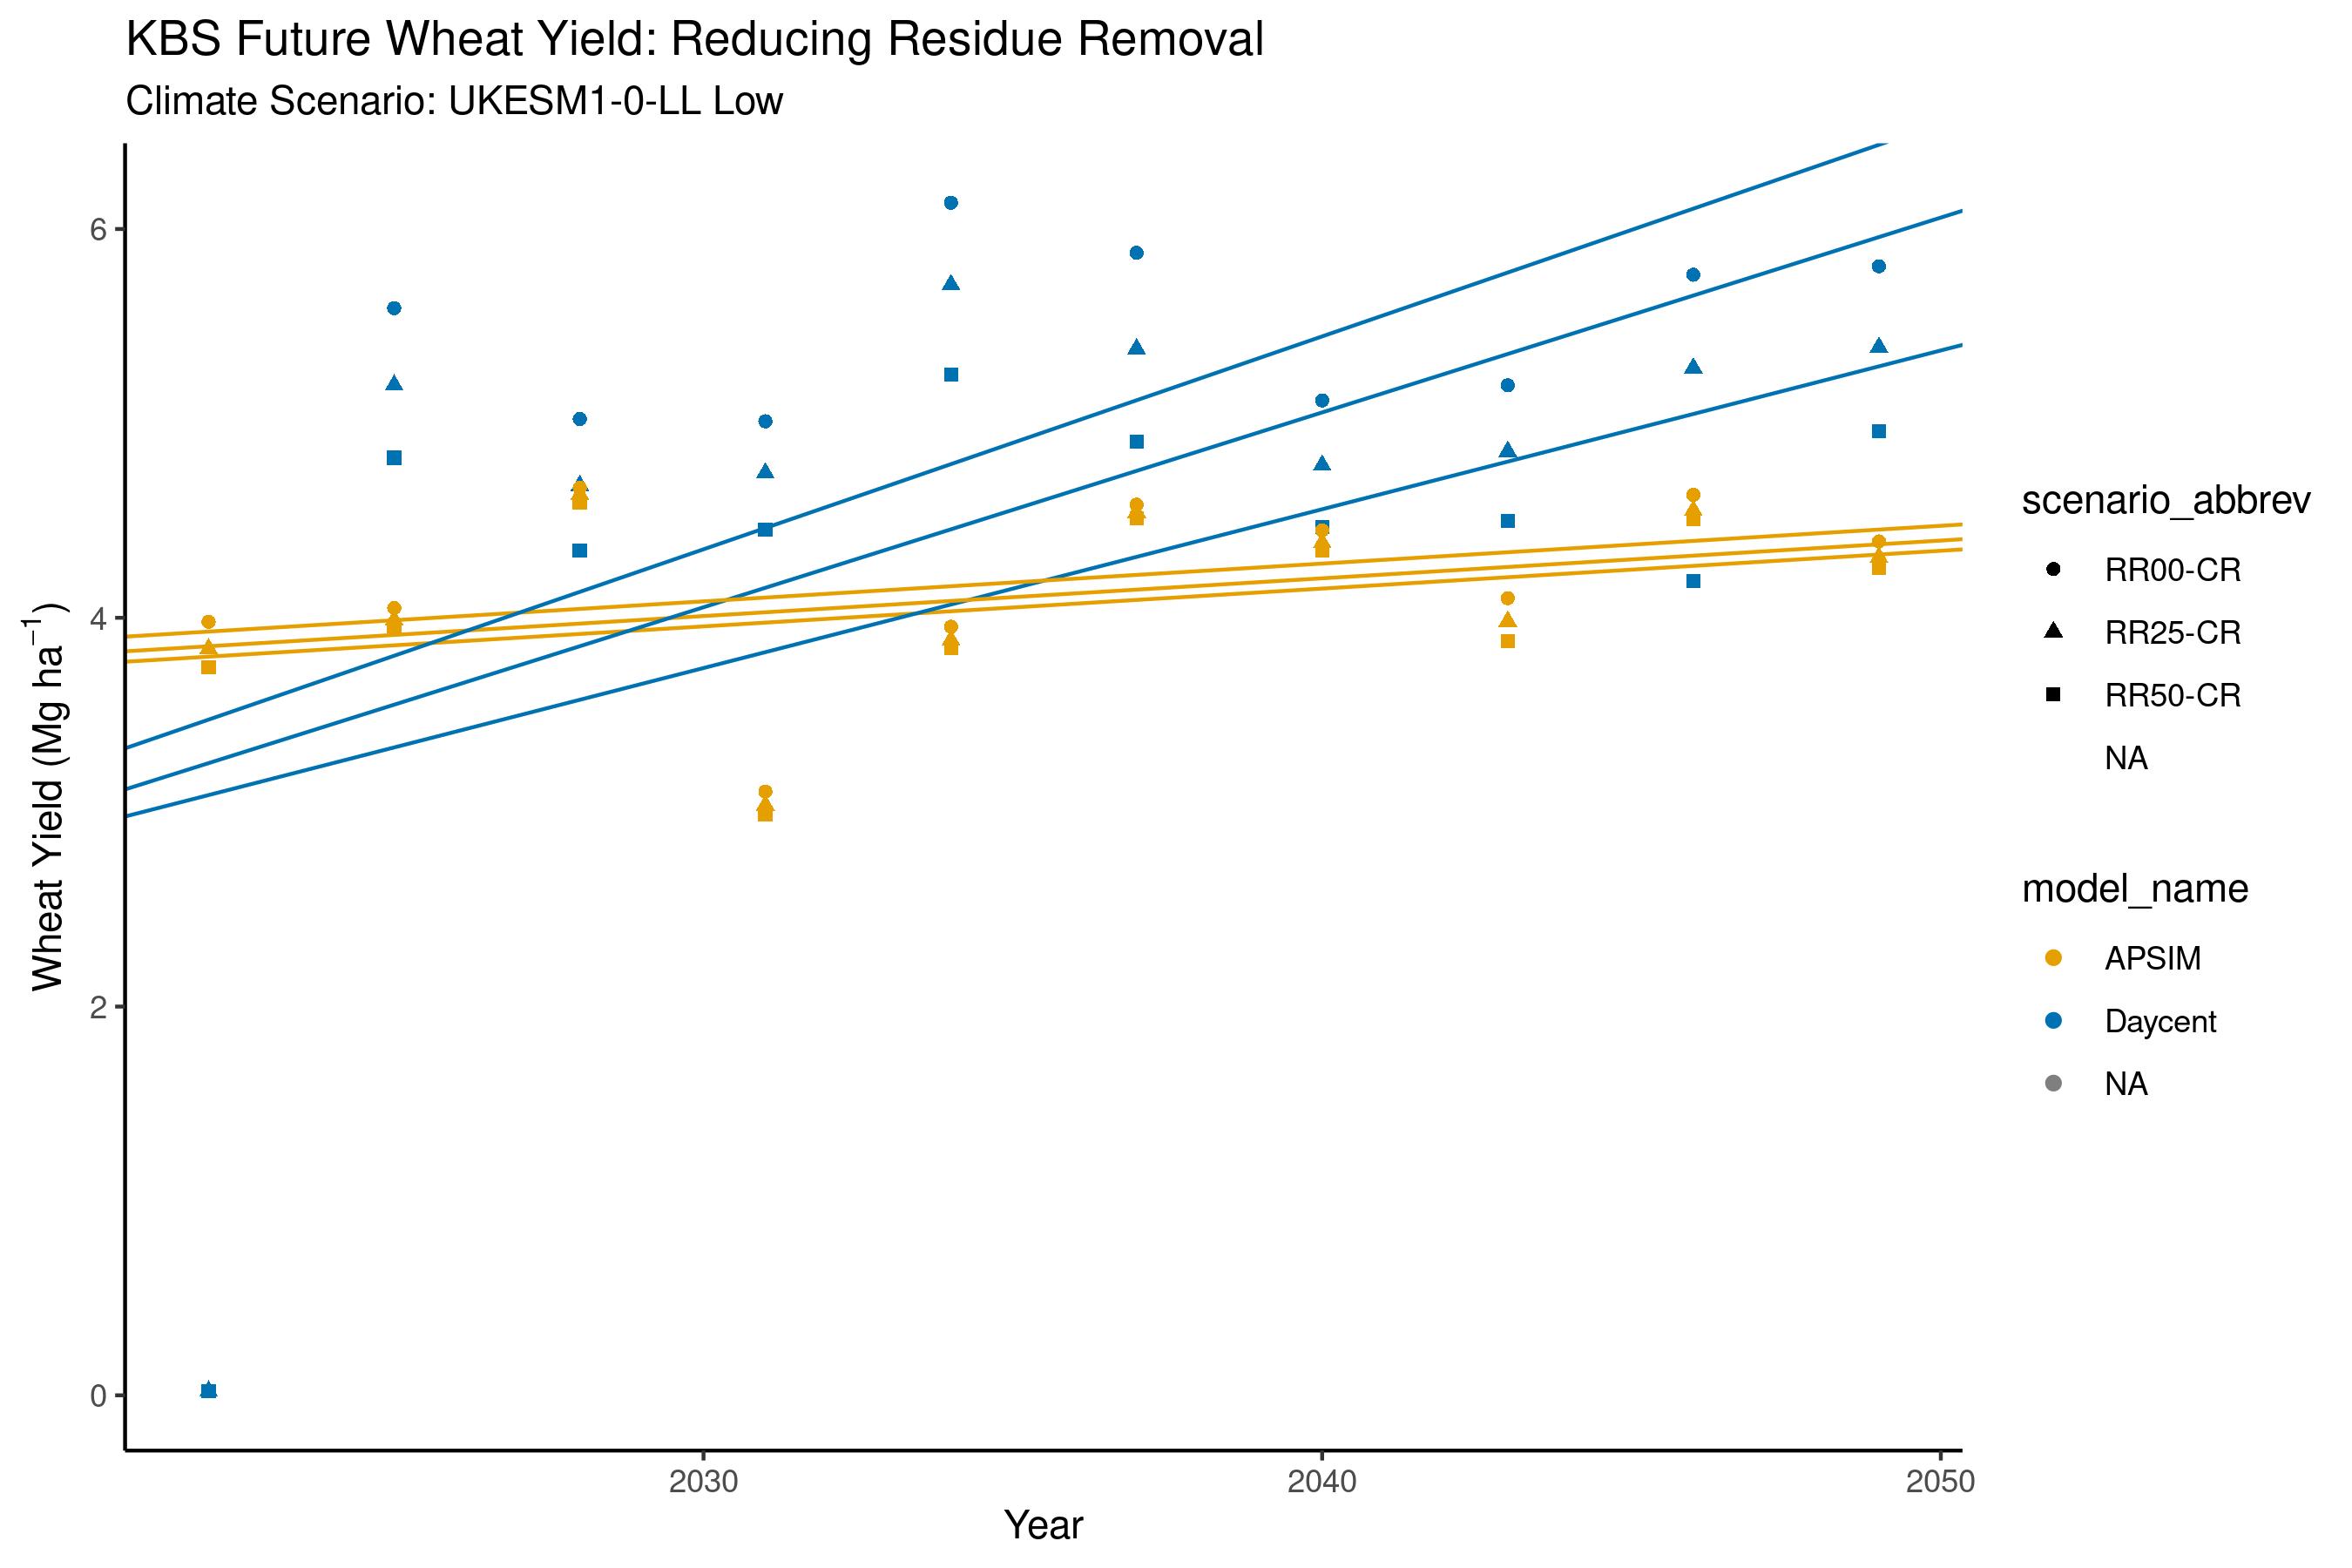 KBS Future Wheat Yield: Reducing Residue Removal
Climate Scenario: UKESM1-0-LL Low
Wheat Yield (Mg ha⁻¹)
6
4
2
0
2030
2040
2050
Year
scenario_abbrev
RR00-CR
RR25-CR
RR50-CR
NA
model_name
APSIM
Daycent
NA